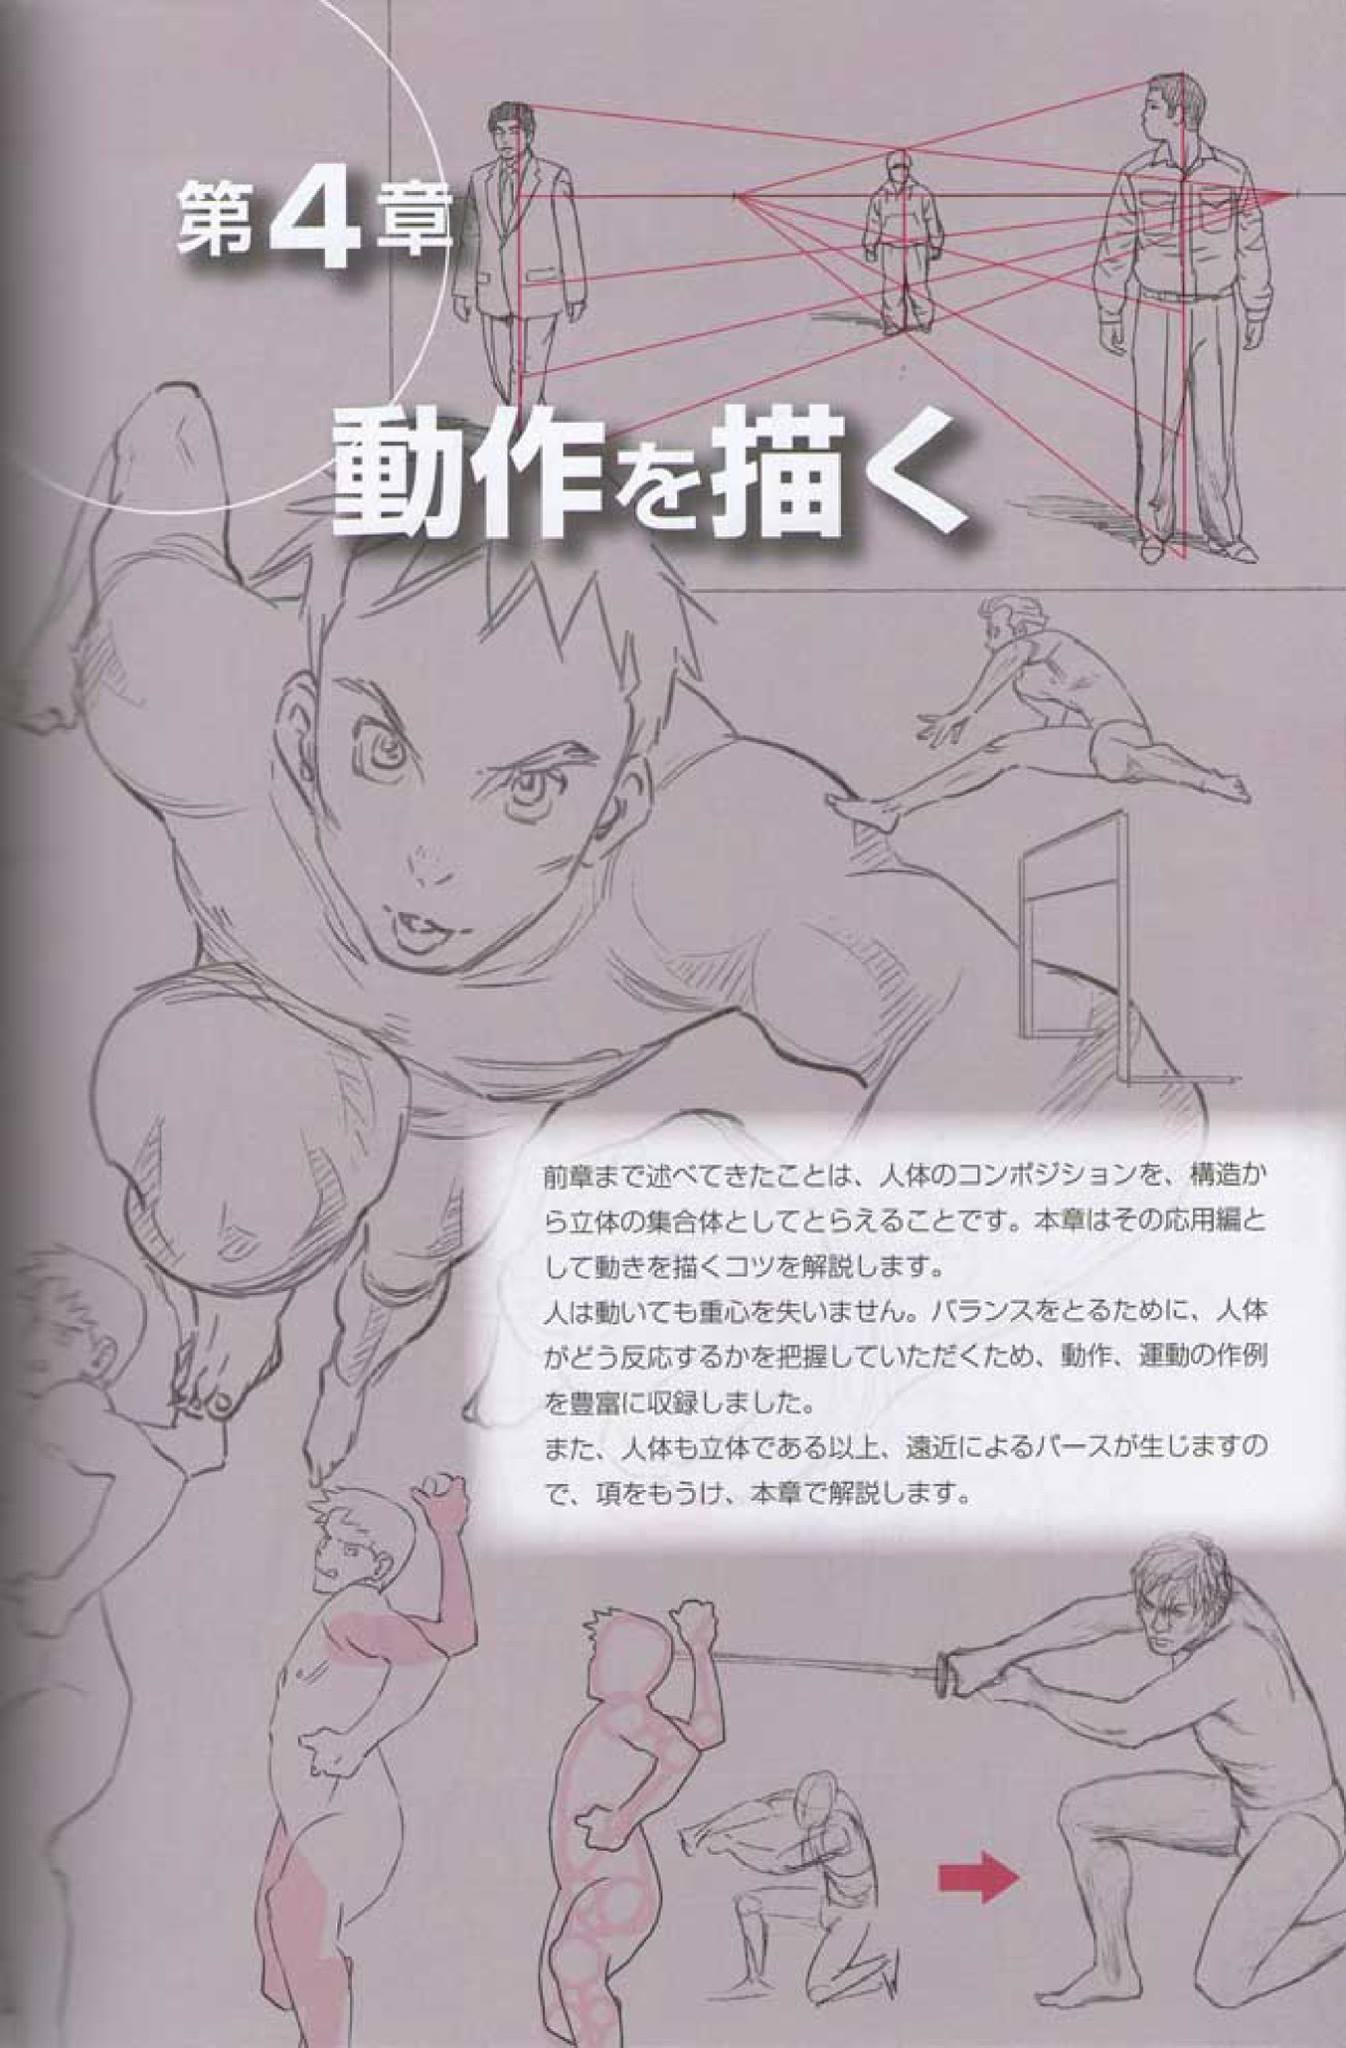 第4章
動作を描く
前章まで述べてきたことは、人体のコンポジションを、構造か
ら立体の集合体としてとらえることです。本章はその応用編と
して動きを描くコツを解説します。
人は動いても重心を失いません。バランスをとるために、人体
がどう反応するかを把握していただくため、動作、運動の作例
を豊富に収録しました。
また、人体も立体である以上、遠近によるパースが生じますの
で、項をもうけ、本章で解説します。